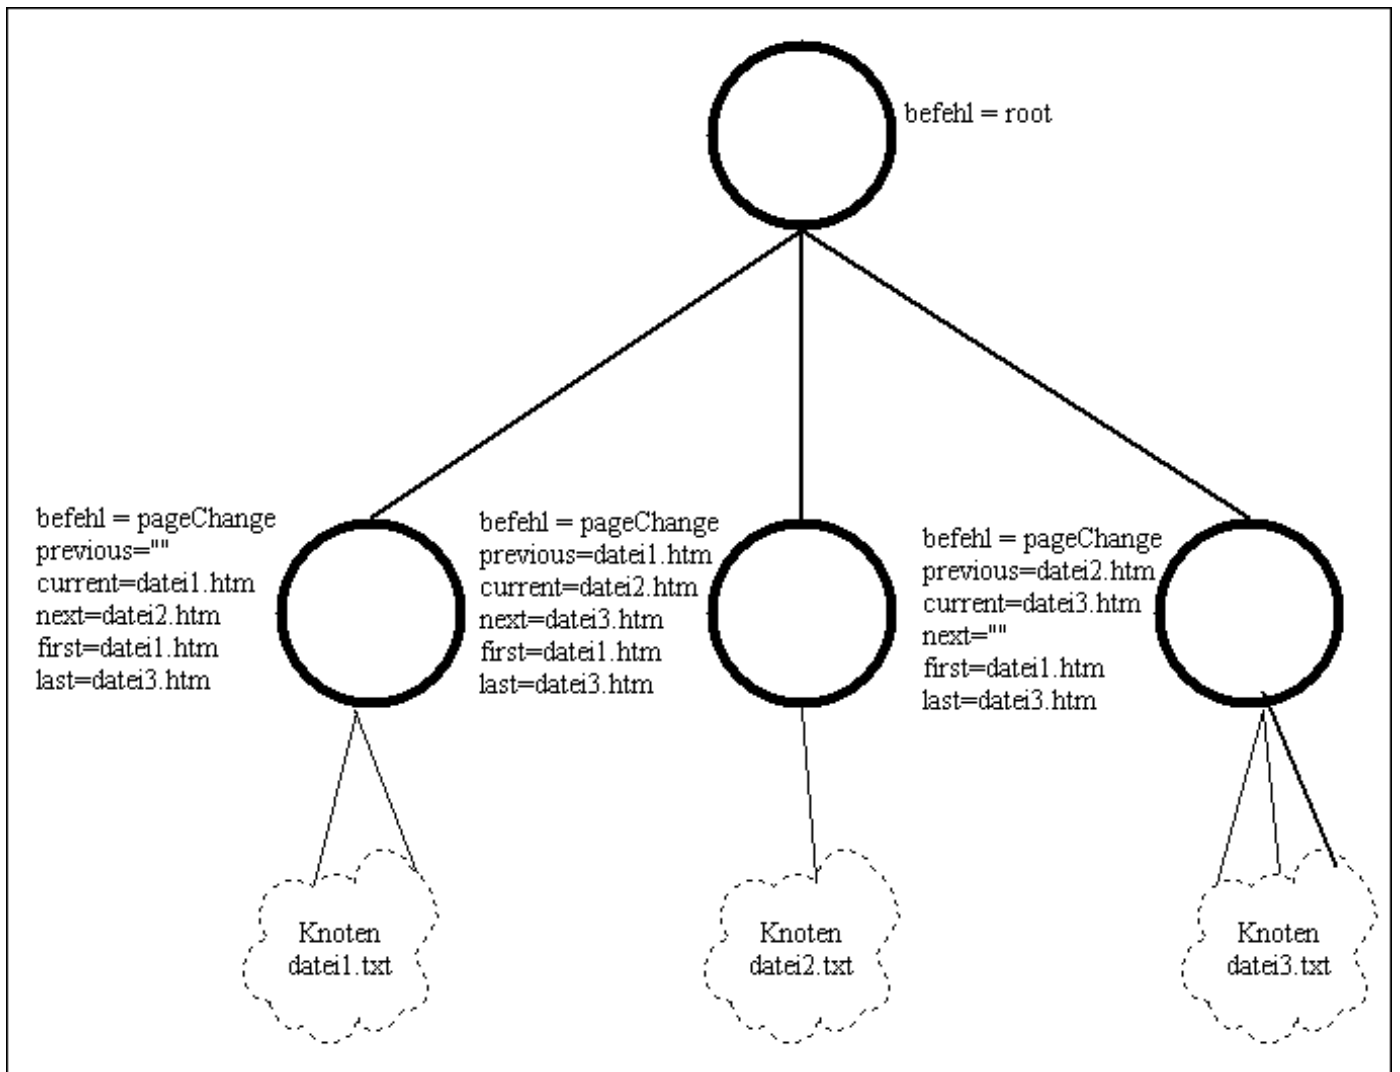 befehl = root
befehl = pageChange
previous=""
current=datei1.htm
next=datei2.htm
first=datei1.htm
last=datei3.htm
befehl = pageChange
previous=datei1.htm
current=datei2.htm
next=datei3.htm
first=datei1.htm
last=datei3.htm
befehl = pageChange
previous=datei2.htm
current=datei3.htm
next=""
first=datei1.htm
last=datei3.htm
Knoten
datei1.txt
Knoten
datei2.txt
Knoten
datei3.txt